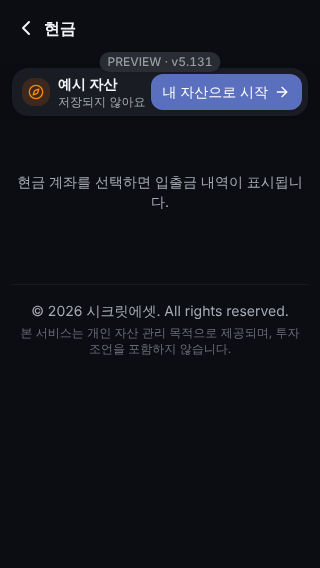 현금
PREVIEW · v5.131
예시 자산
저장되지 않아요
내 자산으로 시작
현금 계좌를 선택하면 입출금 내역이 표시됩니
다.
© 2026 시크릿에셋. All rights reserved.
본 서비스는 개인 자산 관리 목적으로 제공되며, 투자
조언을 포함하지 않습니다.